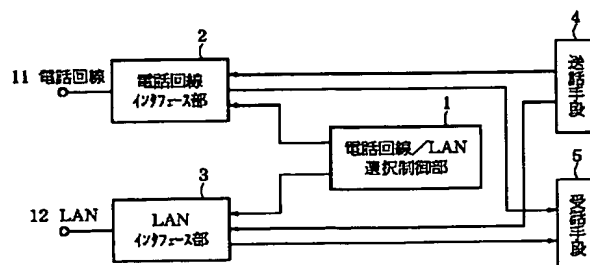 2
4
11 電話回線
電話回線
インタフェース部
送話手段
1
電話回線/LAN
選択制御部
3
5
12 LAN
LAN
インタフェース部
受話手段